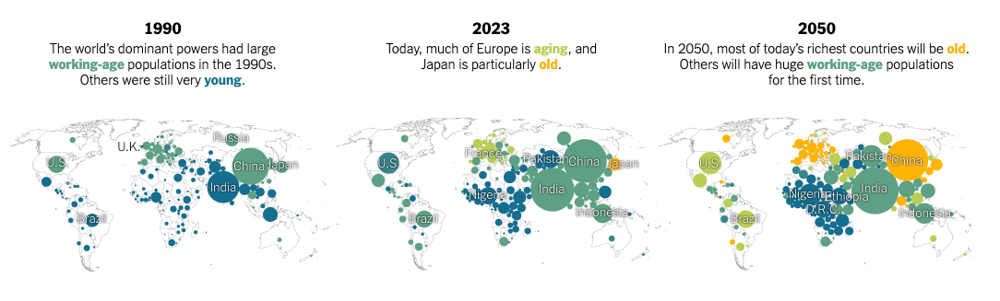 1990
The world's dominant powers had large
working-age populations in the 1990s.
Others were still very young.
2023
Today, much of Europe is aging, and
Japan is particularly old.
2050
In 2050, most of today's richest countries will be old.
Others will have huge working-age populations
for the first time.
U.S.
U.K.
Russia
China
Japan
India
Brazil
U.S.
France
Pakistan
China
Japan
India
Nigeria
Brazil
Indonesia
U.S.
Pakistan
China
India
Nigeria
Ethiopia
D.R.C.
Brazil
Indonesia